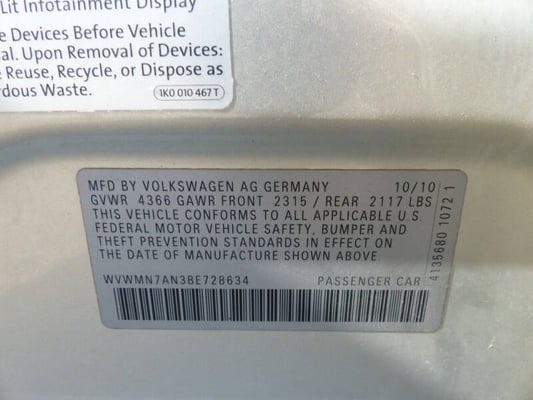 Lit Infotainment Display
e Devices Before Vehicle
al. Upon Removal of Devices:
e Reuse, Recycle, or Dispose as
rdous Waste.
1K0 010 467 T
MFD BY VOLKSWAGEN AG GERMANY 10/10
GVWR 4366 GAWR FRONT 2315 / REAR 2117 LBS
THIS VEHICLE CONFORMS TO ALL APPLICABLE U.S.
FEDERAL MOTOR VEHICLE SAFETY, BUMPER AND
THEFT PREVENTION STANDARDS IN EFFECT ON
THE DATE OF MANUFACTURE SHOWN ABOVE.
WVWMN7AN3BE728634 PASSENGER CAR
4135680 1072 1